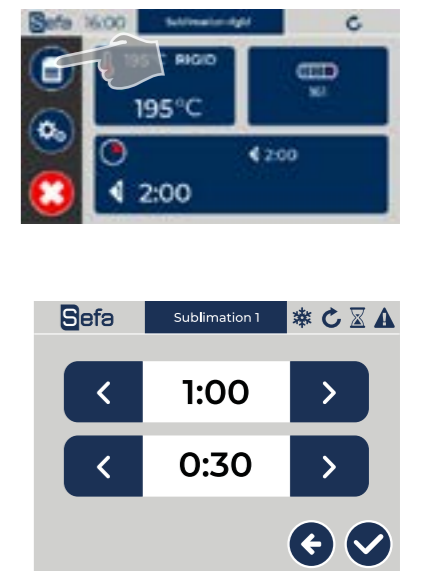 Sefa 16:00 Sublimation rigid
195 RIGID
195°C
161
2:00
2:00
Sefa Sublimation 1
1:00
0:30